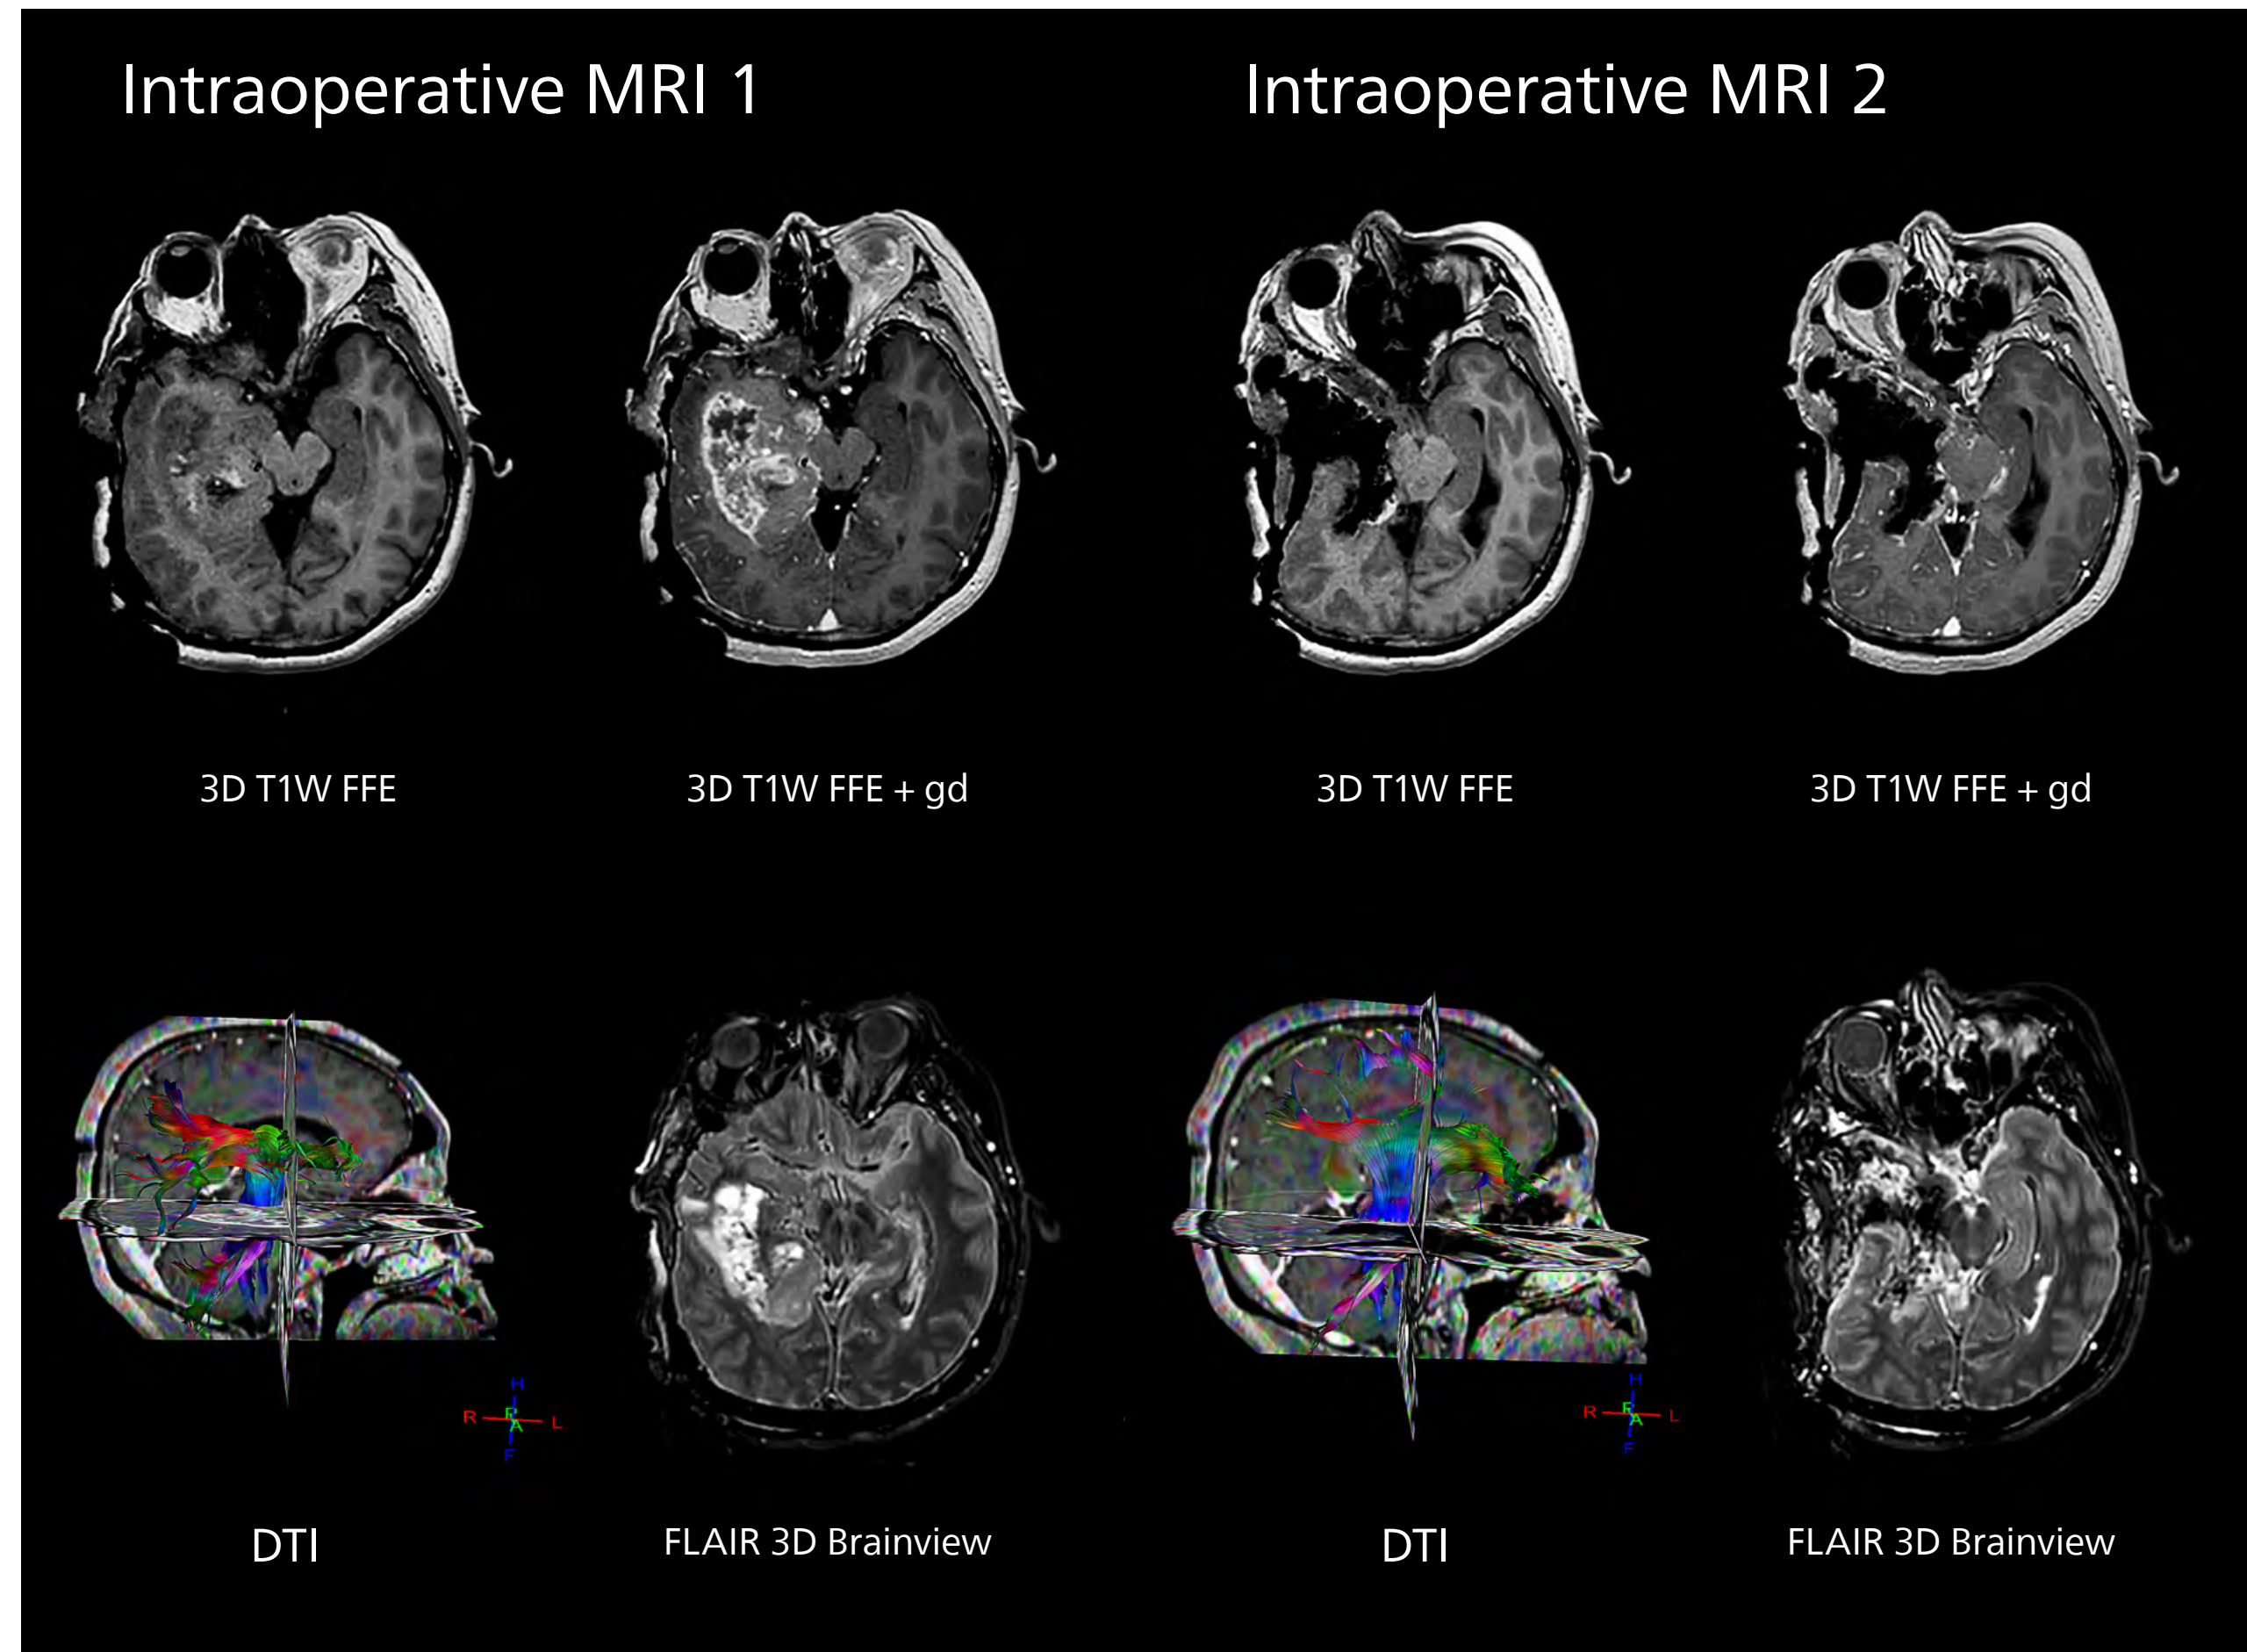 Intraoperative MRI 1
Intraoperative MRI 2
3D T1W FFE
3D T1W FFE + gd
3D T1W FFE
3D T1W FFE + gd
H
R
L
A
F
H
R
L
A
F
DTI
FLAIR 3D Brainview
DTI
FLAIR 3D Brainview